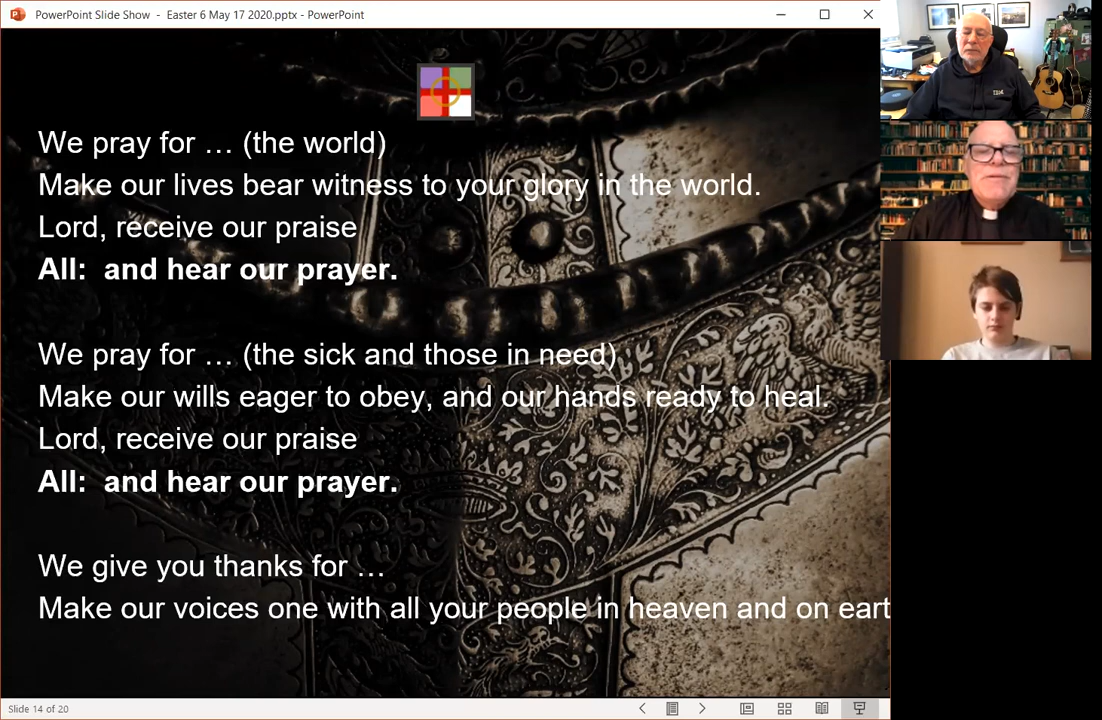 PowerPoint Slide Show - Easter 6 May 17 2020.pptx - PowerPoint
We pray for … (the world)
Make our lives bear witness to your glory in the world.
Lord, receive our praise
All: and hear our prayer.
We pray for … (the sick and those in need)
Make our wills eager to obey, and our hands ready to heal.
Lord, receive our praise
All: and hear our prayer.
We give you thanks for …
Make our voices one with all your people in heaven and on eart
Slide 14 of 20